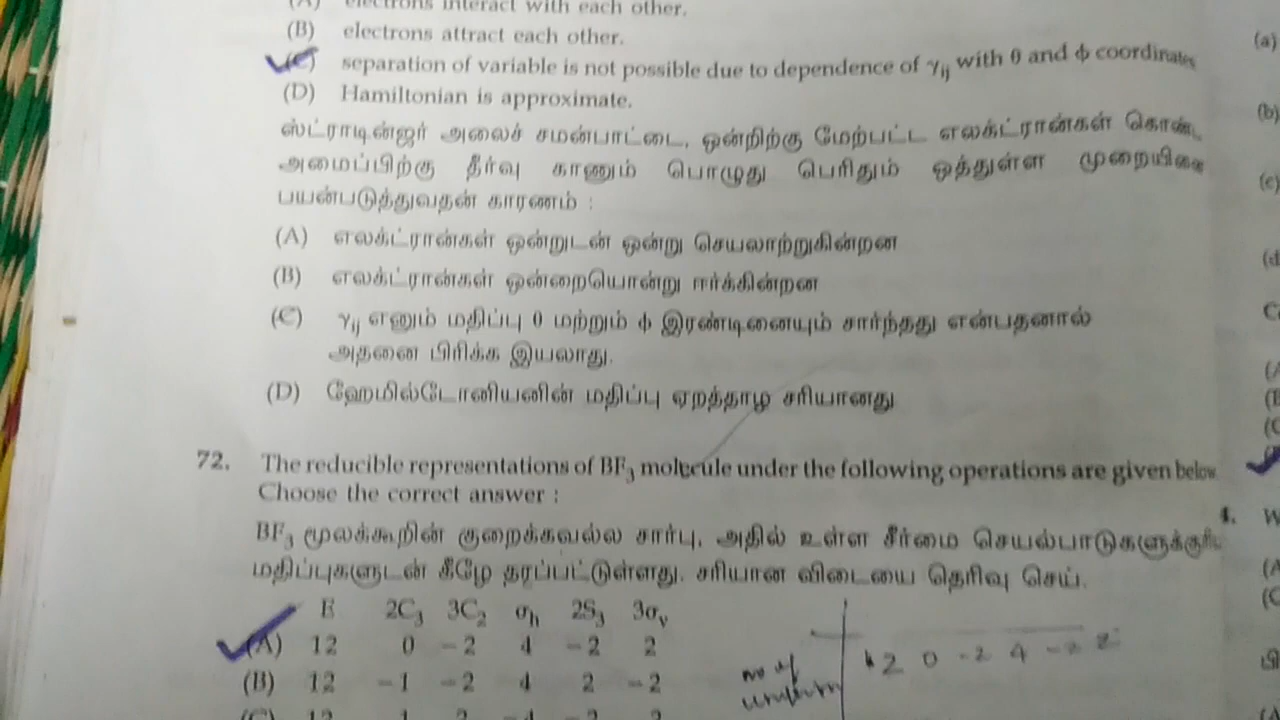 electrons interact with each other.
(B) electrons attract each other.
(C) separation of variable is not possible due to dependence of γij with θ and ϕ coordinates
(D) Hamiltonian is approximate.
ஸ்ட்ராடின்ஜர் அலைச் சமன்பாட்டை, ஒன்றிற்கு மேற்பட்ட எலக்ட்ரான்கள்
அமைப்பிற்கு தீர்வு காணும் பொழுது பெரிதும் ஒத்துள்ள
பயன்படுத்துவதன் காரணம் :
(A) எலக்ட்ரான்கள் ஒன்றுடன் ஒன்று செயலாற்றுகின்றன
(B) எலக்ட்ரான்கள் ஒன்றையொன்று ஈர்க்கின்றன
(C) γij எனும் மதிப்பு θ மற்றும் ϕ இரண்டினையும் சார்ந்தது என்பதனால்
அதனை பிரிக்க இயலாது.
(D) ஹேமில்டோனியனின் மதிப்பு ஏறத்தாழ சரியானது
72. The reducible representations of BF3 molecule under the following operations are given below.
Choose the correct answer :
BF3 மூலக்கூறின் குறைக்கவல்ல சார்பு, அதில் உள்ள சீர்மை
மதிப்புகளுடன் கீழே தரப்பட்டுள்ளது. சரியான விடையை தெரிவு செய்.
E 2C3 3C2 σh 2S3 3σv
(A) 12 0 −2 4 −2 2
12 0 -2 4 -2 2
no of
(B) 12 −1 −2 4 2 −2
(a)
(b)
(c)
4.